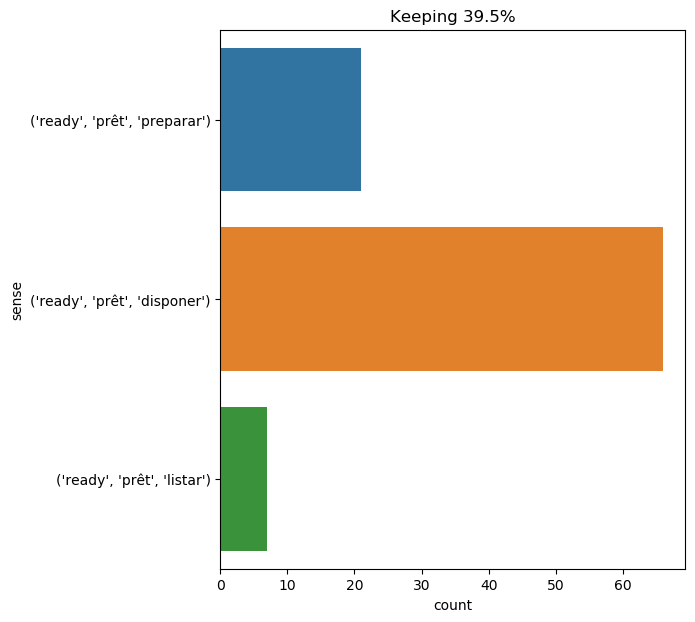 Keeping 39.5%
('ready', 'prêt', 'preparar')
('ready', 'prêt', 'disponer')
('ready', 'prêt', 'listar')
sense
0 10 20 30 40 50 60
count